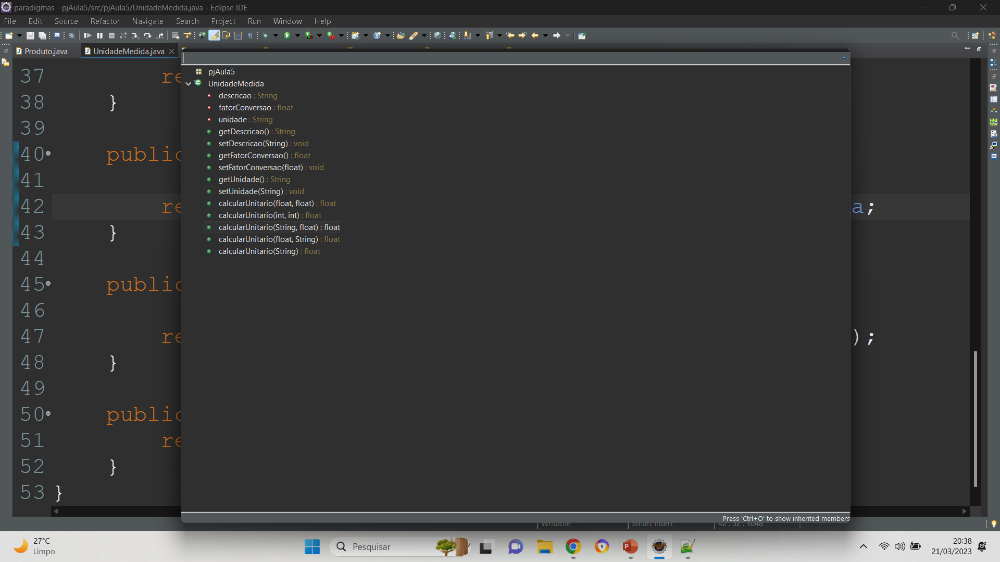 paradigmas - pjAula5/src/pjAula5/UnidadeMedida.java - Eclipse IDE
File Edit Source Refactor Navigate Search Project Run Window Help
Produto.java UnidadeMedida.java
pjAula5
UnidadeMedida
descricao : String
fatorConversao : float
unidade : String
getDescricao() : String
setDescricao(String) : void
getFatorConversao() : float
setFatorConversao(float) : void
getUnidade() : String
setUnidade(String) : void
calcularUnitario(float, float) : float
calcularUnitario(int, int) : float
calcularUnitario(String, float) : float
calcularUnitario(float, String) : float
calcularUnitario(String) : float
Press 'Ctrl+O' to show inherited members
37 re
38 }
39
40 public
41
42 re a;
43 }
44
45 public
46
47 re );
48 }
49
50 public
51 re
52 }
53 }
Writable Smart Insert 42 : 52 : 1048
27°C
Limpo
Pesquisar
20:38
21/03/2023